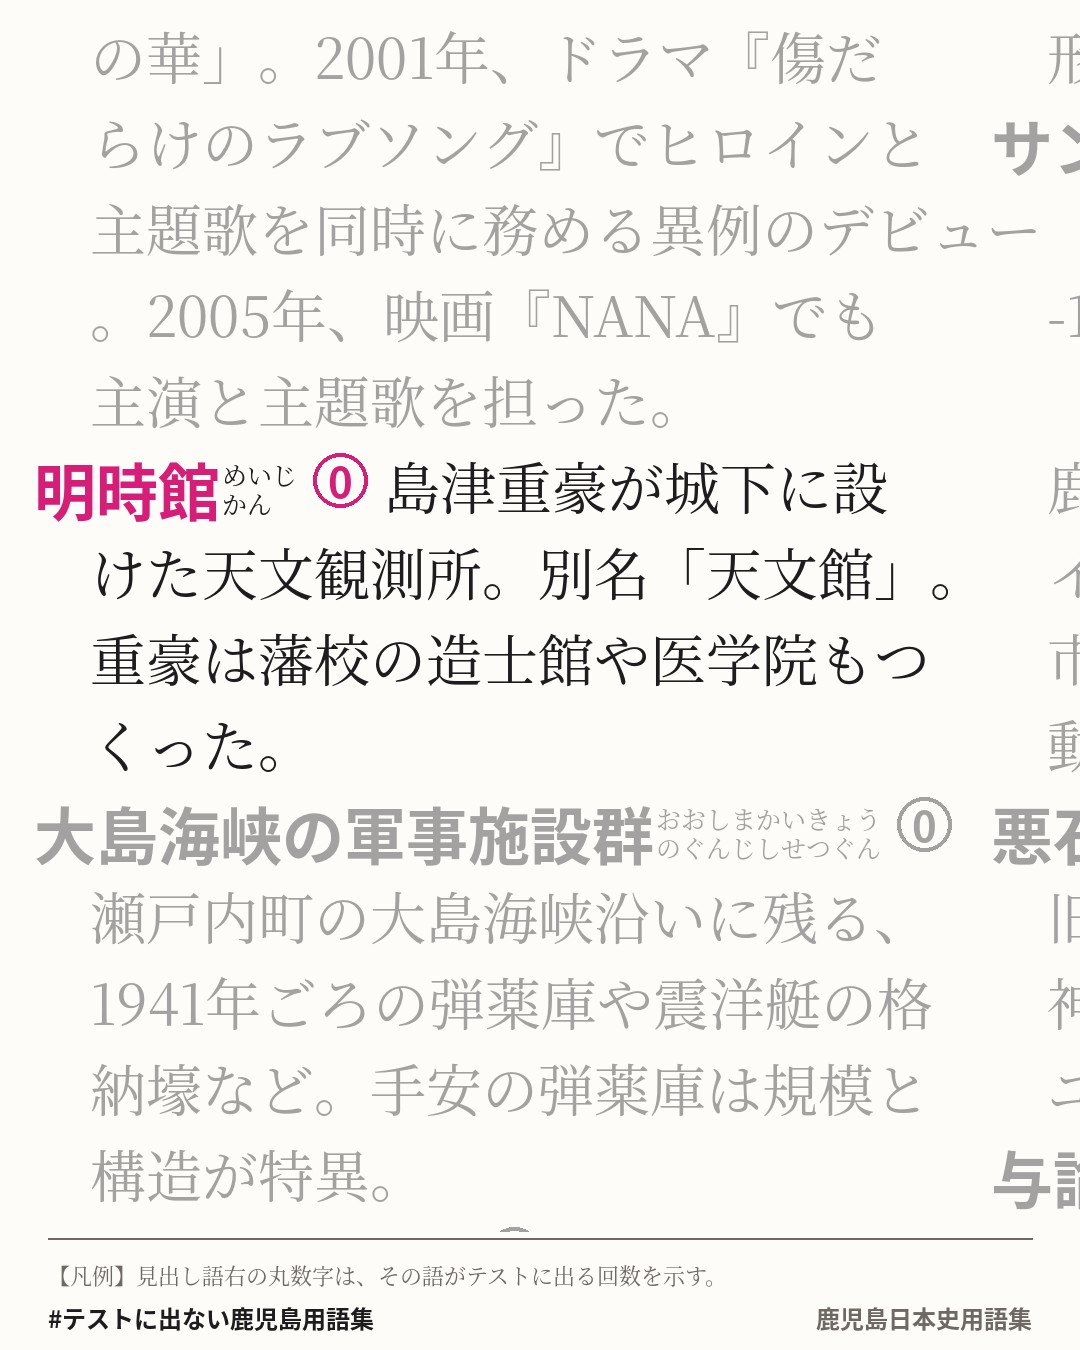 の華」。2001年、ドラマ『傷だ
らけのラブソング』でヒロインと
主題歌を同時に務める異例のデビュー
。2005年、映画『NANA』でも
主演と主題歌を担った。
明時館 めいじかん ⓪ 島津重豪が城下に設
けた天文観測所。別名「天文館」。
重豪は藩校の造士館や医学院もつ
くった。
大島海峡の軍事施設群 おおしまかいきょうのぐんじしせつぐん ⓪
瀬戸内町の大島海峡沿いに残る、
1941年ごろの弾薬庫や震洋艇の格
納壕など。手安の弾薬庫は規模と
構造が特異。
サン
-1
市
動
旧
神
【凡例】見出し語右の丸数字は、その語がテストに出る回数を示す。
#テストに出ない鹿児島用語集
鹿児島日本史用語集